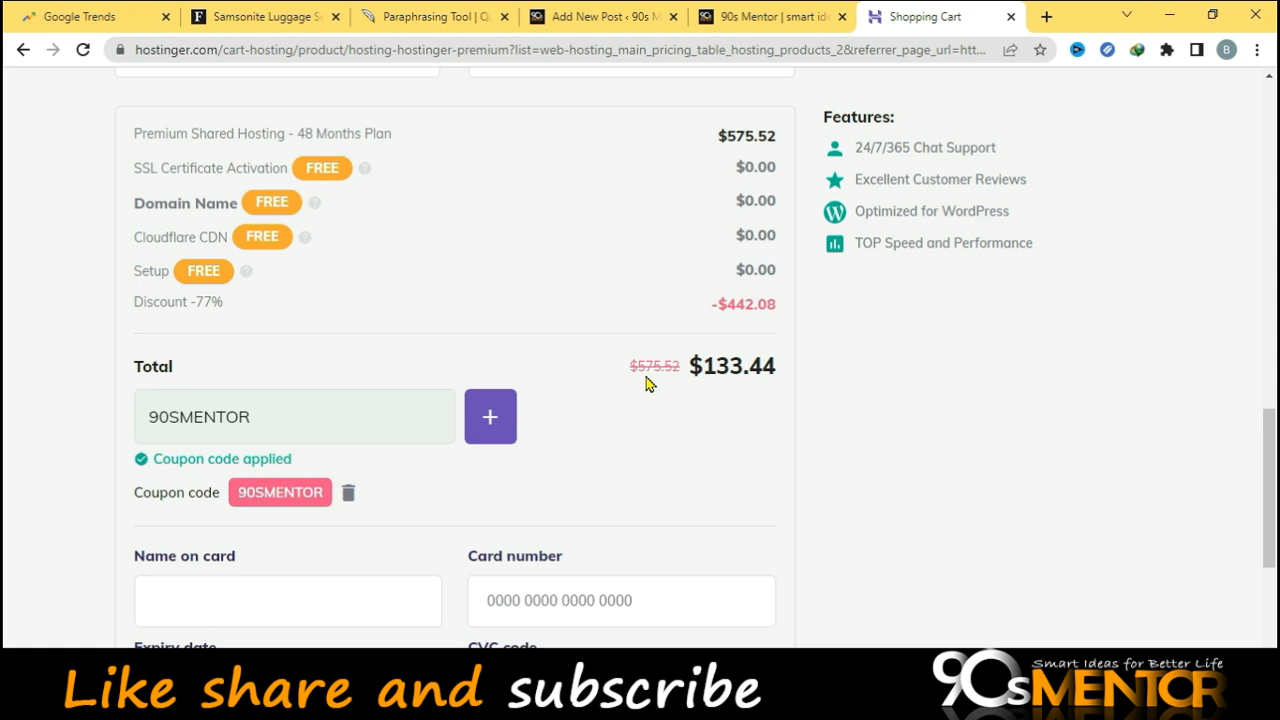 Google Trends
Samsonite Luggage S
Paraphrasing Tool | Q
Add New Post ‹ 90s M
90s Mentor | smart ide
Shopping Cart
hostinger.com/cart-hosting/product/hosting-hostinger-premium?list=web-hosting_main_pricing_table_hosting_products_2&referrer_page_url=htt...
B
Premium Shared Hosting - 48 Months Plan $575.52
SSL Certificate Activation FREE $0.00
Domain Name FREE $0.00
Cloudflare CDN FREE $0.00
Setup FREE $0.00
Discount -77% -$442.08
Total $575.52 $133.44
90SMENTOR +
Coupon code applied
Coupon code 90SMENTOR
Name on card Card number
0000 0000 0000 0000
Expiry date CVC code
Features:
24/7/365 Chat Support
Excellent Customer Reviews
Optimized for WordPress
TOP Speed and Performance
Like share and subscribe
Smart Ideas for Better Life
90sMENTOR